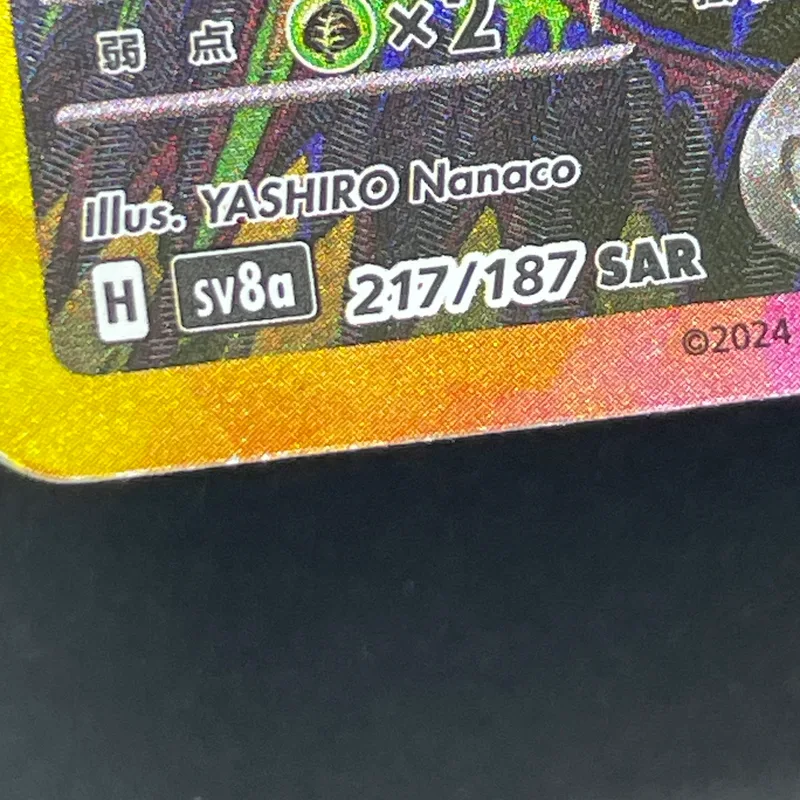 弱点 ×2
Illus. YASHIRO Nanaco
H sv8a 217/187 SAR
©2024